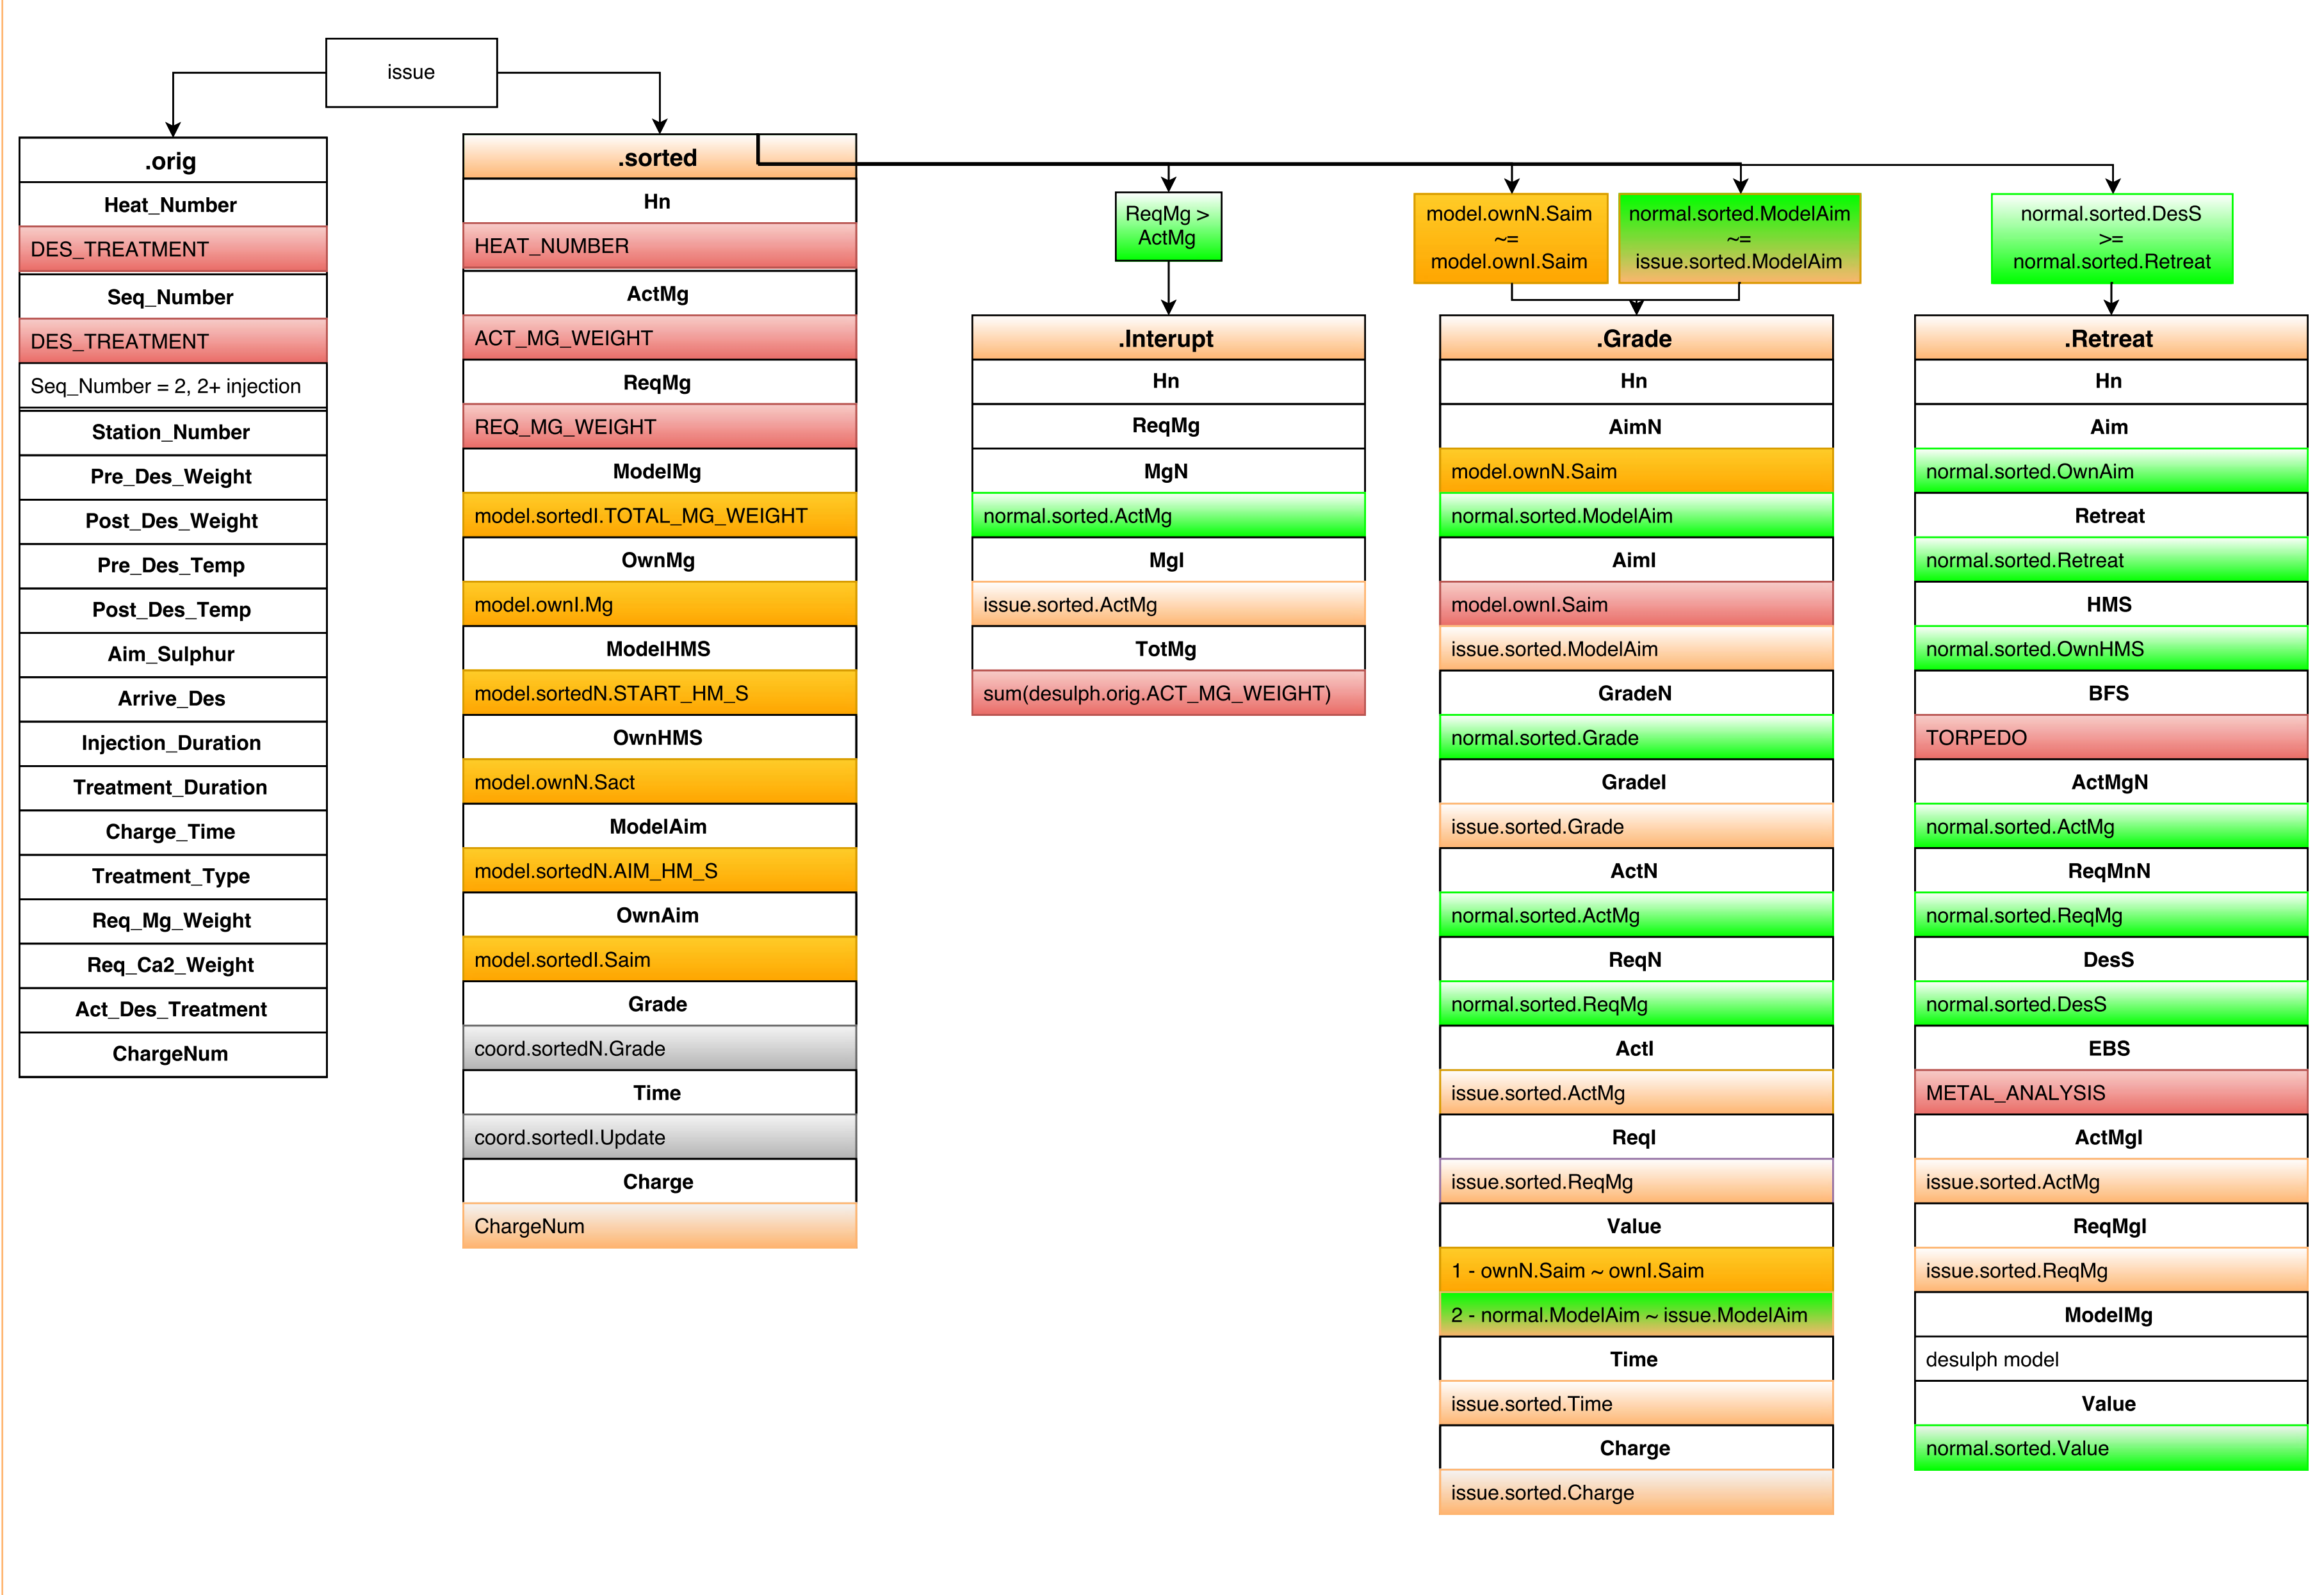 issue
.orig
Heat_Number
DES_TREATMENT
Seq_Number
DES_TREATMENT
Seq_Number = 2, 2+ injection
Station_Number
Pre_Des_Weight
Post_Des_Weight
Pre_Des_Temp
Post_Des_Temp
Aim_Sulphur
Arrive_Des
Injection_Duration
Treatment_Duration
Charge_Time
Treatment_Type
Req_Mg_Weight
Req_Ca2_Weight
Act_Des_Treatment
ChargeNum
.sorted
Hn
HEAT_NUMBER
ActMg
ACT_MG_WEIGHT
ReqMg
REQ_MG_WEIGHT
ModelMg
model.sortedI.TOTAL_MG_WEIGHT
OwnMg
model.ownI.Mg
ModelHMS
model.sortedN.START_HM_S
OwnHMS
model.ownN.Sact
ModelAim
model.sortedN.AIM_HM_S
OwnAim
model.sortedI.Saim
Grade
coord.sortedN.Grade
Time
coord.sortedI.Update
Charge
ChargeNum
ReqMg >
ActMg
.Interupt
Hn
ReqMg
MgN
normal.sorted.ActMg
MgI
issue.sorted.ActMg
TotMg
sum(desulph.orig.ACT_MG_WEIGHT)
model.ownN.Saim
~=
model.ownI.Saim
normal.sorted.ModelAim
~=
issue.sorted.ModelAim
.Grade
Hn
AimN
model.ownN.Saim
normal.sorted.ModelAim
AimI
model.ownI.Saim
issue.sorted.ModelAim
GradeN
normal.sorted.Grade
GradeI
issue.sorted.Grade
ActN
normal.sorted.ActMg
ReqN
normal.sorted.ReqMg
ActI
issue.sorted.ActMg
ReqI
issue.sorted.ReqMg
Value
1 - ownN.Saim ~ ownI.Saim
2 - normal.ModelAim ~ issue.ModelAim
Time
issue.sorted.Time
Charge
issue.sorted.Charge
normal.sorted.DesS
>=
normal.sorted.Retreat
.Retreat
Hn
Aim
normal.sorted.OwnAim
Retreat
normal.sorted.Retreat
HMS
normal.sorted.OwnHMS
BFS
TORPEDO
ActMgN
normal.sorted.ActMg
ReqMnN
normal.sorted.ReqMg
DesS
normal.sorted.DesS
EBS
METAL_ANALYSIS
ActMgI
issue.sorted.ActMg
ReqMgI
issue.sorted.ReqMg
ModelMg
desulph model
Value
normal.sorted.Value